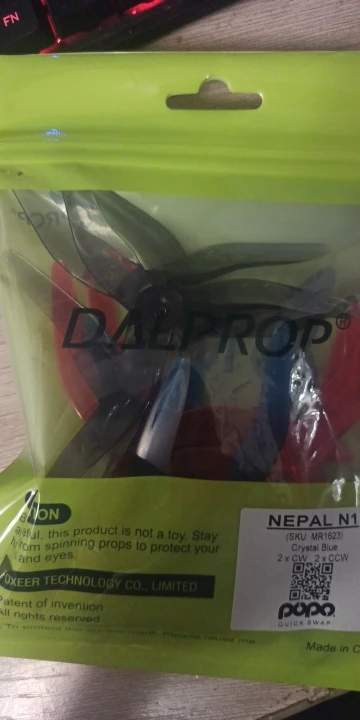 FN
DALPROP®
ON
eful, this product is not a toy. Stay
from spinning props to protect your
and eyes.
OXEER TECHNOLOGY CO., LIMITED
Patent of invention
All rights reserved
NEPAL N1
(SKU MR1623)
Crystal Blue
2 x CW 2 x CCW
popo
QUICK SWAP
Made in C